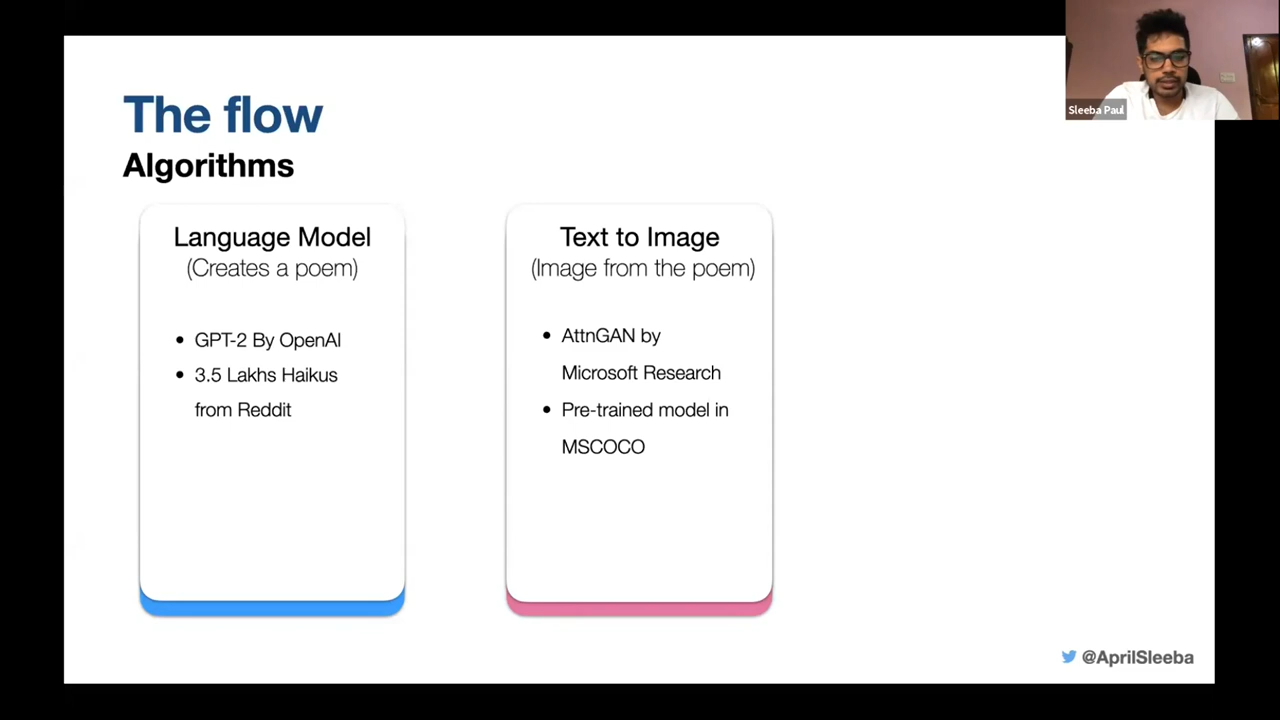 Sleeba Paul
The flow
Algorithms
Language Model
(Creates a poem)
• GPT-2 By OpenAI
• 3.5 Lakhs Haikus
from Reddit
Text to Image
(Image from the poem)
• AttnGAN by
Microsoft Research
• Pre-trained model in
MSCOCO
@AprilSleeba